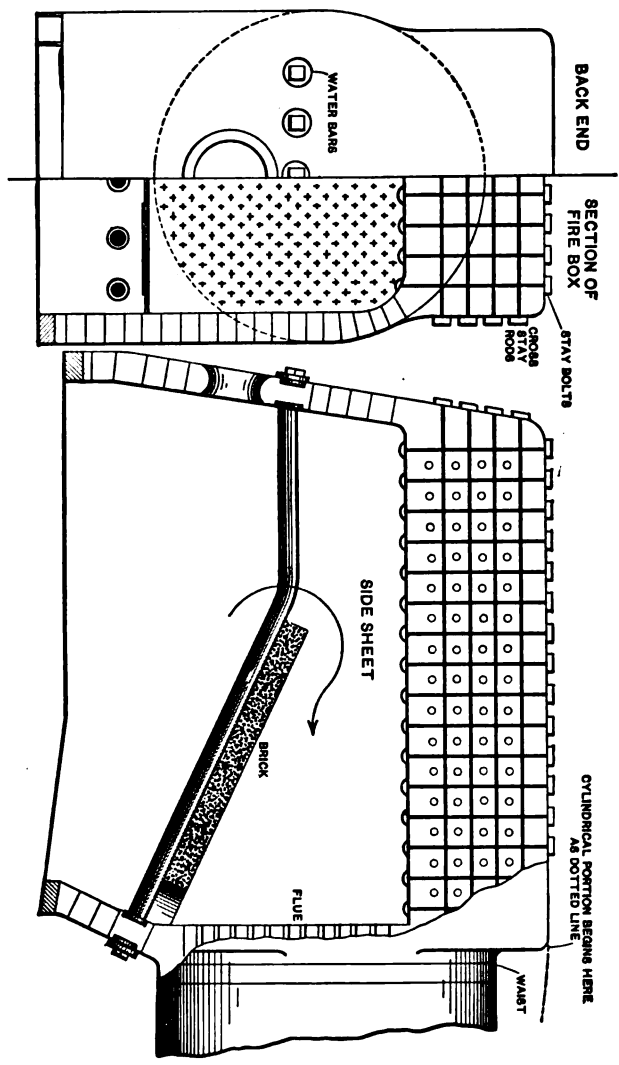 BACK END
WATER BARS
SECTION OF
FIRE BOX
STAY BOLTS
CROSS
STAY
RODS
SIDE SHEET
BRICK
FLUE
CYLINDRICAL PORTION BEGINS HERE
AS DOTTED LINE
WAIST